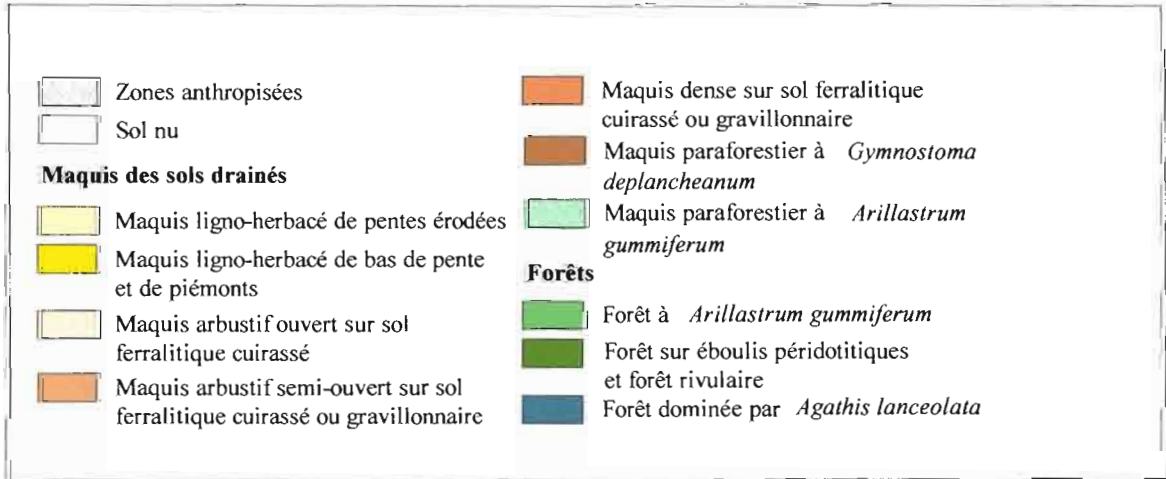 Zones anthropisées
Sol nu
Maquis des sols drainés
Maquis ligno-herbacé de pentes érodées
Maquis ligno-herbacé de bas de pente
et de piémonts
Maquis arbustif ouvert sur sol
ferralitique cuirassé
Maquis arbustif semi-ouvert sur sol
ferralitique cuirassé ou gravillonnaire
Maquis dense sur sol ferralitique
cuirassé ou gravillonnaire
Maquis paraforestier à Gymnostoma
deplancheanum
Maquis paraforestier à Arillastrum
gummiferum
Forêts
Forêt à Arillastrum gummiferum
Forêt sur éboulis péridotitiques
et forêt rivulaire
Forêt dominée par Agathis lanceolata